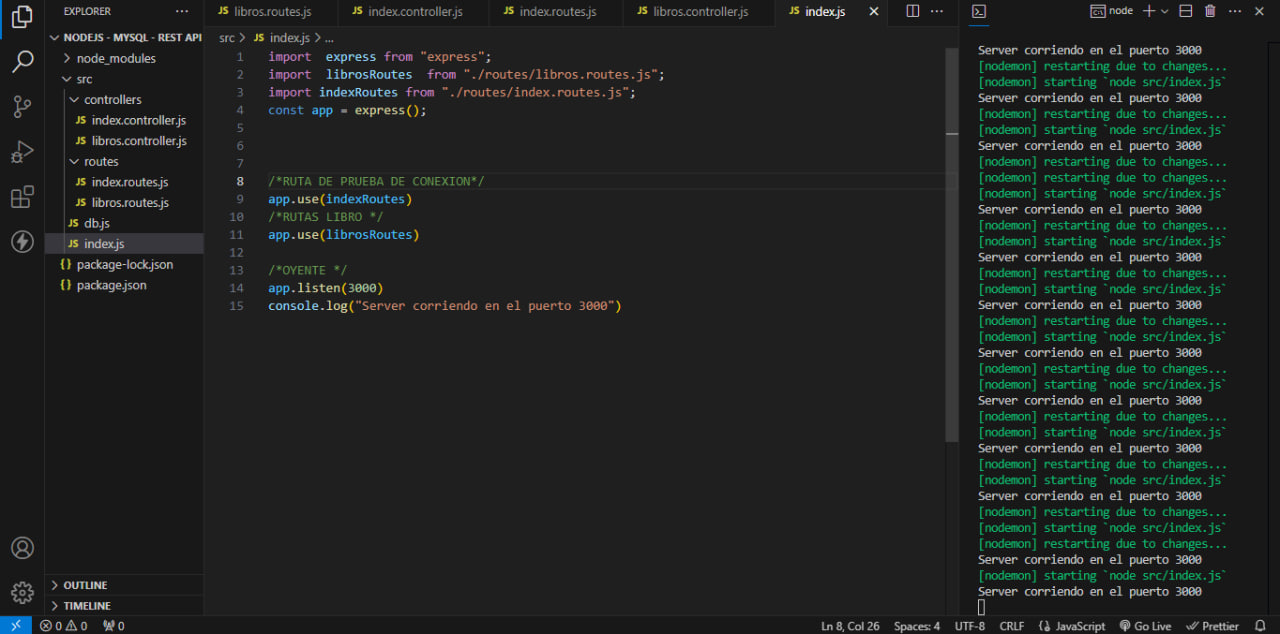 EXPLORER ...
NODEJS - MYSQL - REST API
node_modules
src
controllers
JS index.controller.js
JS libros.controller.js
routes
JS index.routes.js
JS libros.routes.js
JS db.js
JS index.js
{} package-lock.json
{} package.json
OUTLINE
TIMELINE
JS libros.routes.js JS index.controller.js JS index.routes.js JS libros.controller.js JS index.js
src > JS index.js > ...
1 import  express from "express";
2 import  librosRoutes  from "./routes/libros.routes.js";
3 import indexRoutes from "./routes/index.routes.js";
4 const app = express();
5
6
7
8 /*RUTA DE PRUEBA DE CONEXION*/
9 app.use(indexRoutes)
10 /*RUTAS LIBRO */
11 app.use(librosRoutes)
12
13 /*OYENTE */
14 app.listen(3000)
15 console.log("Server corriendo en el puerto 3000")
node
Server corriendo en el puerto 3000
[nodemon] restarting due to changes...
[nodemon] starting `node src/index.js`
Server corriendo en el puerto 3000
[nodemon] restarting due to changes...
[nodemon] starting `node src/index.js`
Server corriendo en el puerto 3000
[nodemon] restarting due to changes...
[nodemon] restarting due to changes...
[nodemon] starting `node src/index.js`
Server corriendo en el puerto 3000
[nodemon] restarting due to changes...
[nodemon] starting `node src/index.js`
Server corriendo en el puerto 3000
[nodemon] restarting due to changes...
[nodemon] starting `node src/index.js`
Server corriendo en el puerto 3000
[nodemon] restarting due to changes...
[nodemon] starting `node src/index.js`
Server corriendo en el puerto 3000
[nodemon] restarting due to changes...
[nodemon] starting `node src/index.js`
Server corriendo en el puerto 3000
[nodemon] restarting due to changes...
[nodemon] starting `node src/index.js`
Server corriendo en el puerto 3000
[nodemon] restarting due to changes...
[nodemon] starting `node src/index.js`
Server corriendo en el puerto 3000
[nodemon] restarting due to changes...
[nodemon] starting `node src/index.js`
[nodemon] restarting due to changes...
Server corriendo en el puerto 3000
[nodemon] starting `node src/index.js`
Server corriendo en el puerto 3000
0 0 0 Ln 8, Col 26 Spaces: 4 UTF-8 CRLF {} JavaScript Go Live Prettier